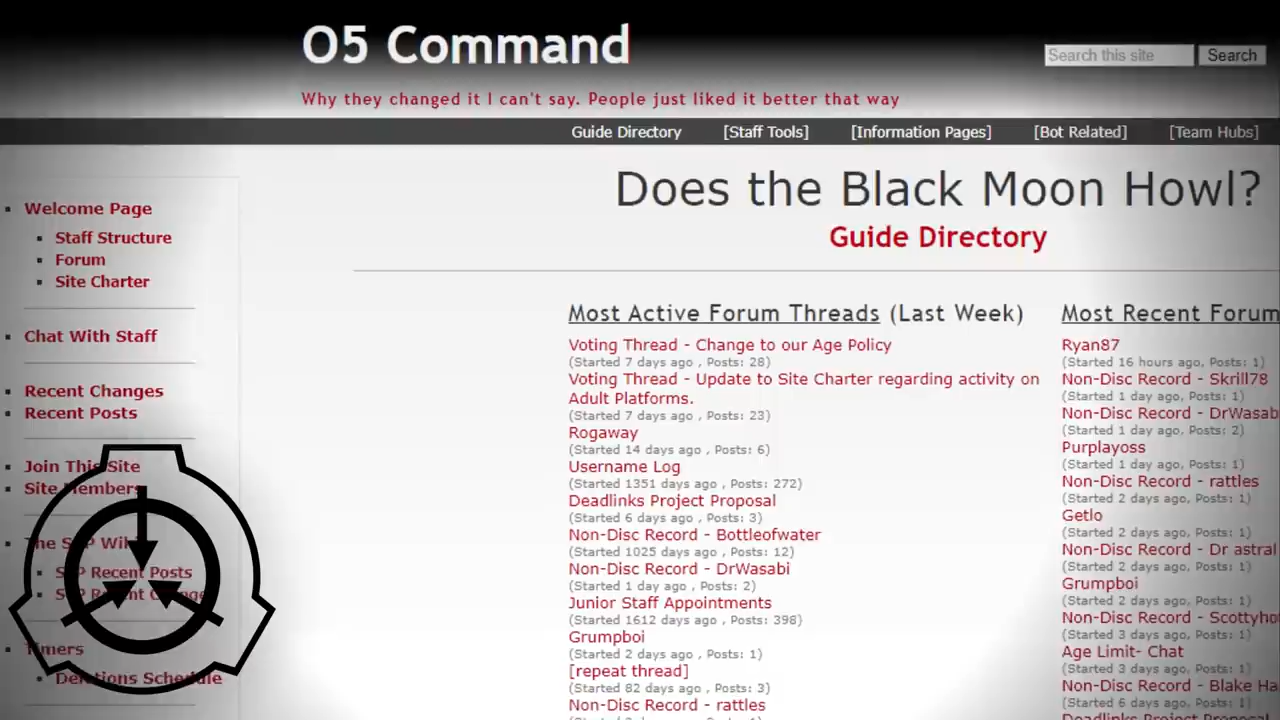 O5 Command
Search this site
Search
Why they changed it I can't say. People just liked it better that way
Guide Directory
[Staff Tools]
[Information Pages]
[Bot Related]
[Team Hubs]
Welcome Page
Staff Structure
Forum
Site Charter
Chat With Staff
Recent Changes
Recent Posts
Join This Site
Site Members
The SCP Wiki
SCP Recent Posts
SCP Recent Changes
Timers
Deletions Schedule
Does the Black Moon Howl?
Guide Directory
Most Active Forum Threads (Last Week)
Voting Thread - Change to our Age Policy
(Started 7 days ago , Posts: 28)
Voting Thread - Update to Site Charter regarding activity on
Adult Platforms.
(Started 7 days ago , Posts: 23)
Rogaway
(Started 14 days ago , Posts: 6)
Username Log
(Started 1351 days ago , Posts: 272)
Deadlinks Project Proposal
(Started 6 days ago , Posts: 3)
Non-Disc Record - Bottleofwater
(Started 1025 days ago , Posts: 12)
Non-Disc Record - DrWasabi
(Started 1 day ago , Posts: 2)
Junior Staff Appointments
(Started 1612 days ago , Posts: 398)
Grumpboi
(Started 2 days ago , Posts: 1)
[repeat thread]
(Started 82 days ago , Posts: 3)
Non-Disc Record - rattles
Most Recent Forum
Ryan87
(Started 16 hours ago, Posts: 1)
Non-Disc Record - Skrill78
(Started 1 day ago, Posts: 1)
Non-Disc Record - DrWasab
(Started 1 day ago, Posts: 2)
Purplayoss
(Started 1 day ago, Posts: 1)
Non-Disc Record - rattles
(Started 2 days ago, Posts: 1)
Getlo
(Started 2 days ago, Posts: 1)
Non-Disc Record - Dr astral
(Started 2 days ago, Posts: 1)
Grumpboi
(Started 2 days ago, Posts: 1)
Non-Disc Record - Scottyho
(Started 3 days ago, Posts: 1)
Age Limit- Chat
(Started 3 days ago, Posts: 1)
Non-Disc Record - Blake Ha
(Started 6 days ago, Posts: 1)
Deadlinks Project Proposal